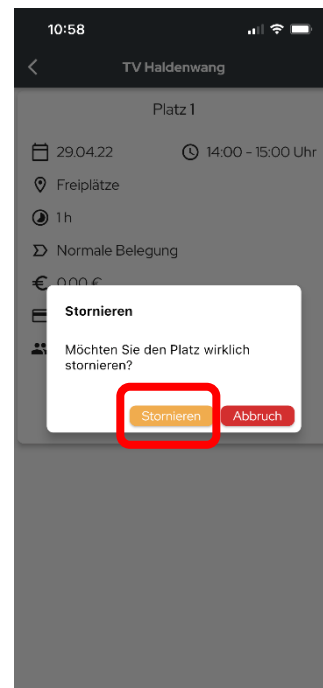 10:58
TV Haldenwang
Platz 1
29.04.22
14:00 – 15:00 Uhr
Freiplätze
1 h
Normale Belegung
0,00 €
Stornieren
Möchten Sie den Platz wirklich
stornieren?
Stornieren
Abbruch